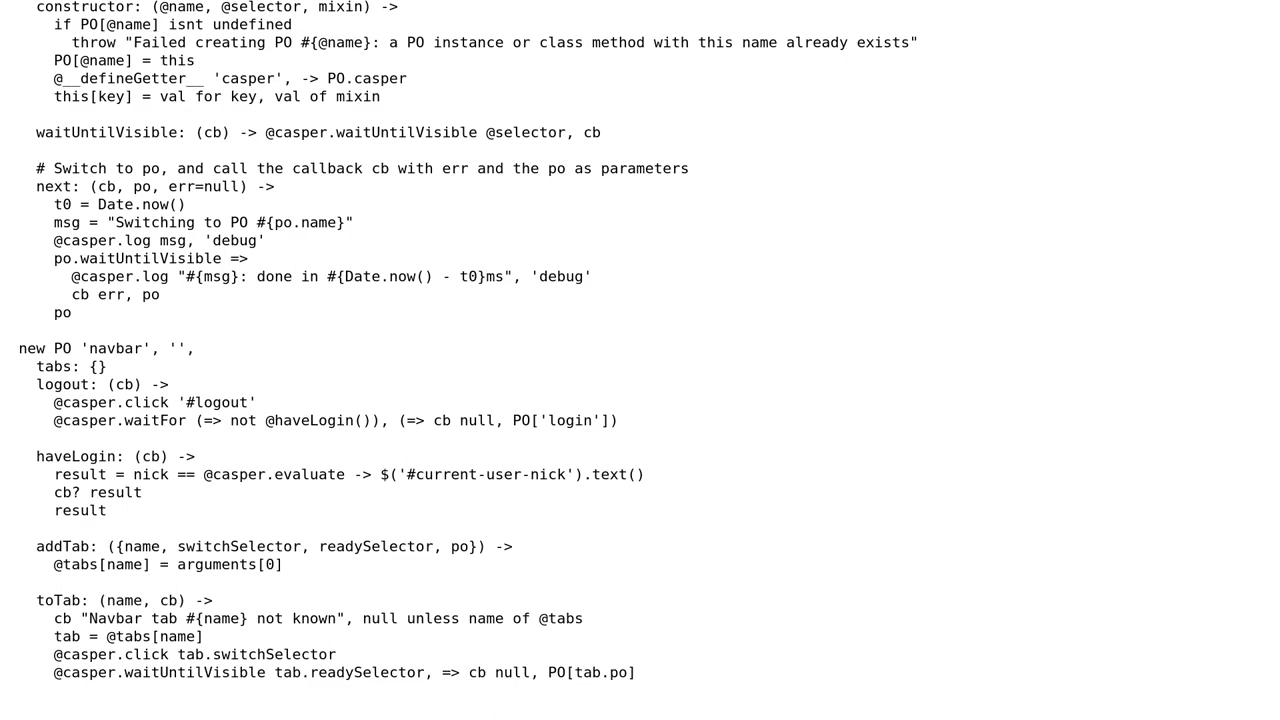 constructor: (@name, @selector, mixin) ->
if PO[@name] isnt undefined
throw "Failed creating PO #{@name}: a PO instance or class method with this name already exists"
PO[@name] = this
@__defineGetter__ 'casper', -> PO.casper
this[key] = val for key, val of mixin
waitUntilVisible: (cb) -> @casper.waitUntilVisible @selector, cb
# Switch to po, and call the callback cb with err and the po as parameters
next: (cb, po, err=null) ->
t0 = Date.now()
msg = "Switching to PO #{po.name}"
@casper.log msg, 'debug'
po.waitUntilVisible =>
@casper.log "#{msg}: done in #{Date.now() - t0}ms", 'debug'
cb err, po
po
new PO 'navbar', '',
tabs: {}
logout: (cb) ->
@casper.click '#logout'
@casper.waitFor (=> not @haveLogin()), (=> cb null, PO['login'])
haveLogin: (cb) ->
result = nick == @casper.evaluate -> $('#current-user-nick').text()
cb? result
result
addTab: ({name, switchSelector, readySelector, po}) ->
@tabs[name] = arguments[0]
toTab: (name, cb) ->
cb "Navbar tab #{name} not known", null unless name of @tabs
tab = @tabs[name]
@casper.click tab.switchSelector
@casper.waitUntilVisible tab.readySelector, => cb null, PO[tab.po]